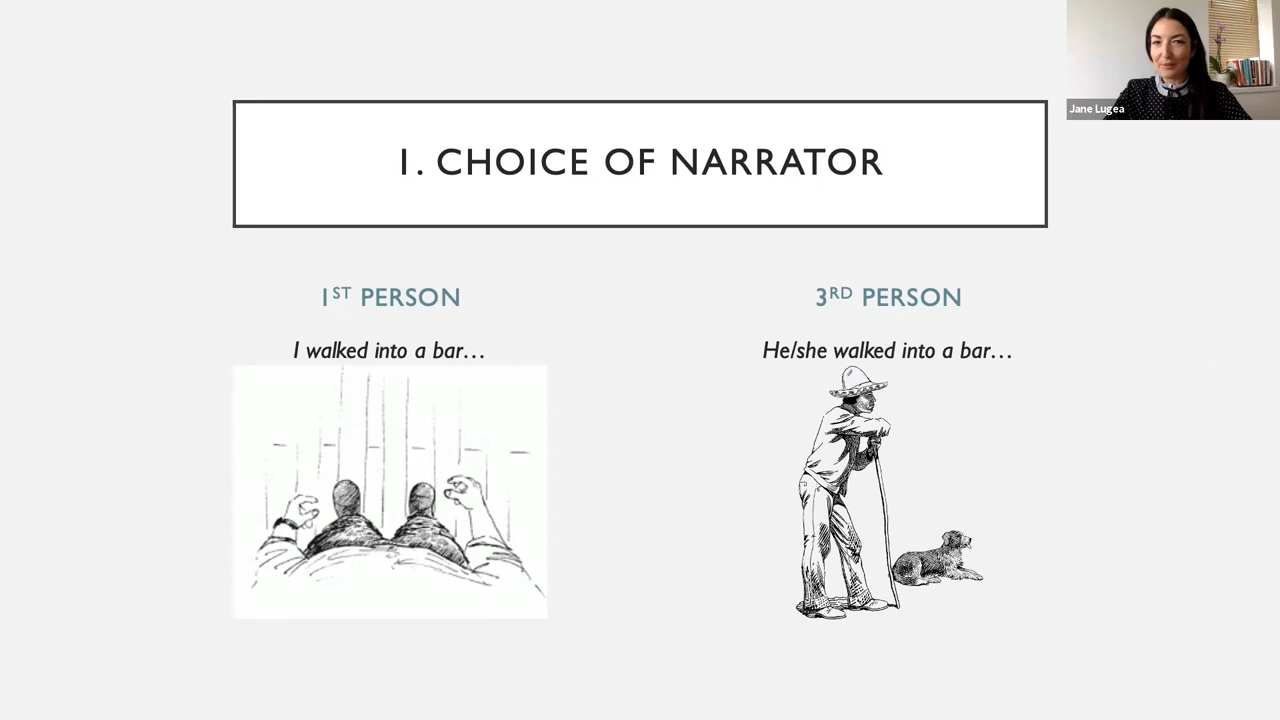 Jane Lugea
1. CHOICE OF NARRATOR
1ST PERSON
I walked into a bar…
3RD PERSON
He/she walked into a bar…